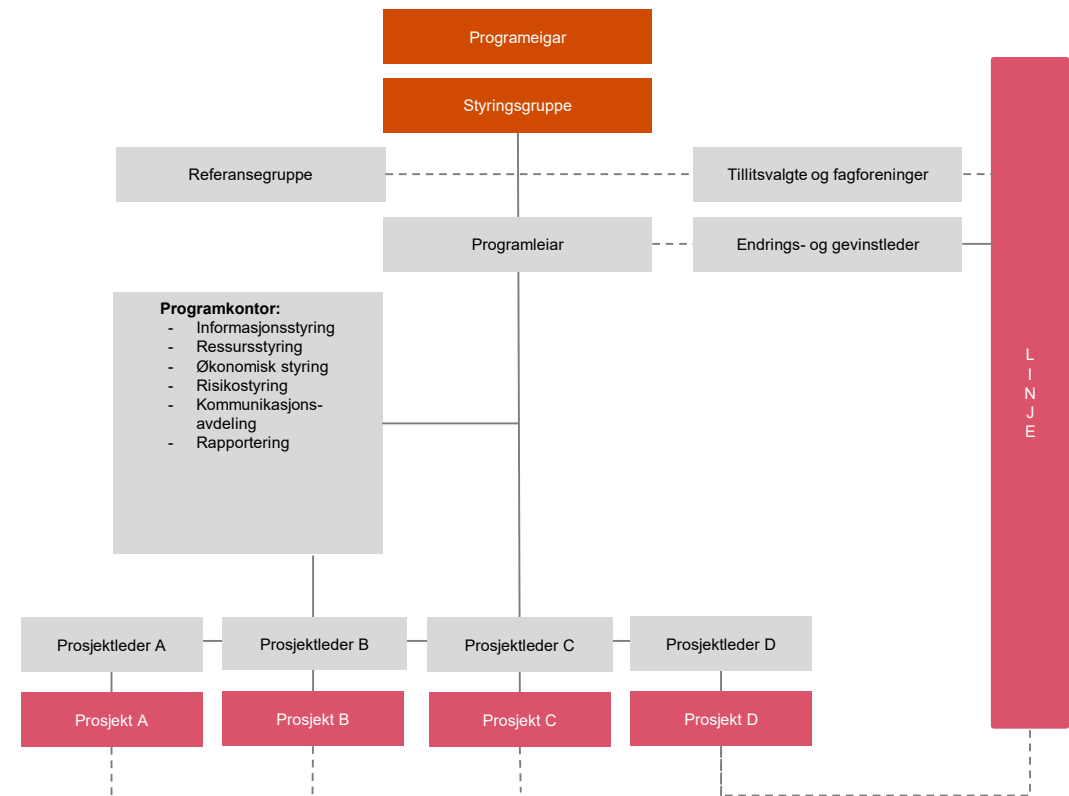 Programeigar
Styringsgruppe
Referansegruppe
Tillitsvalgte og fagforeninger
Programleiar
Endrings- og gevinstleder
Programkontor:
- Informasjonsstyring
- Ressursstyring
- Økonomisk styring
- Risikostyring
- Kommunikasjons-
avdeling
- Rapportering
L
I
N
J
E
Prosjektleder A
Prosjektleder B
Prosjektleder C
Prosjektleder D
Prosjekt A
Prosjekt B
Prosjekt C
Prosjekt D